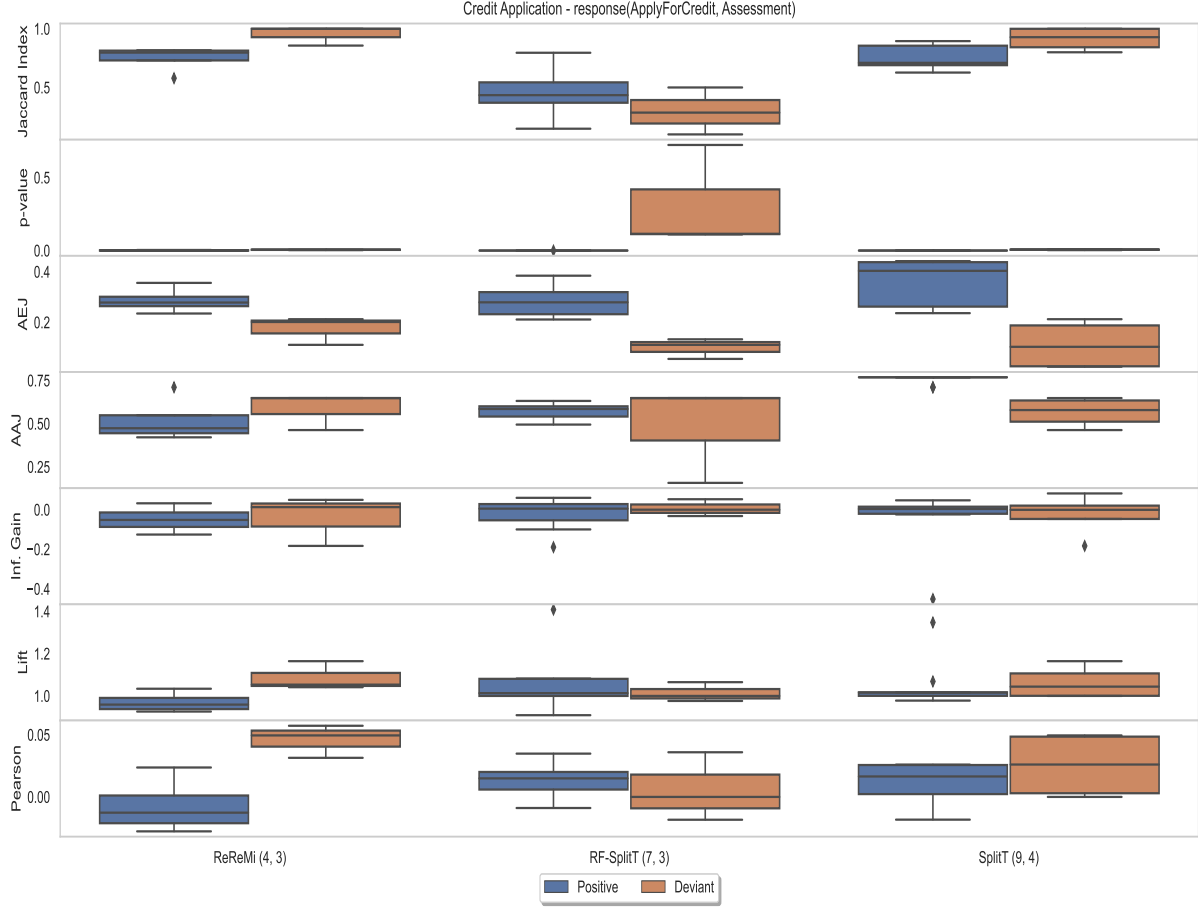 Credit Application - response(ApplyForCredit, Assessment)
Jaccard Index
1.0
0.5
p-value
0.5
0.0
AEJ
0.4
0.2
AAJ
0.75
0.50
0.25
Inf. Gain
0.0
−0.2
−0.4
Lift
1.4
1.2
1.0
Pearson
0.05
0.00
ReReMi (4, 3)
RF-SplitT (7, 3)
SplitT (9, 4)
Positive
Deviant